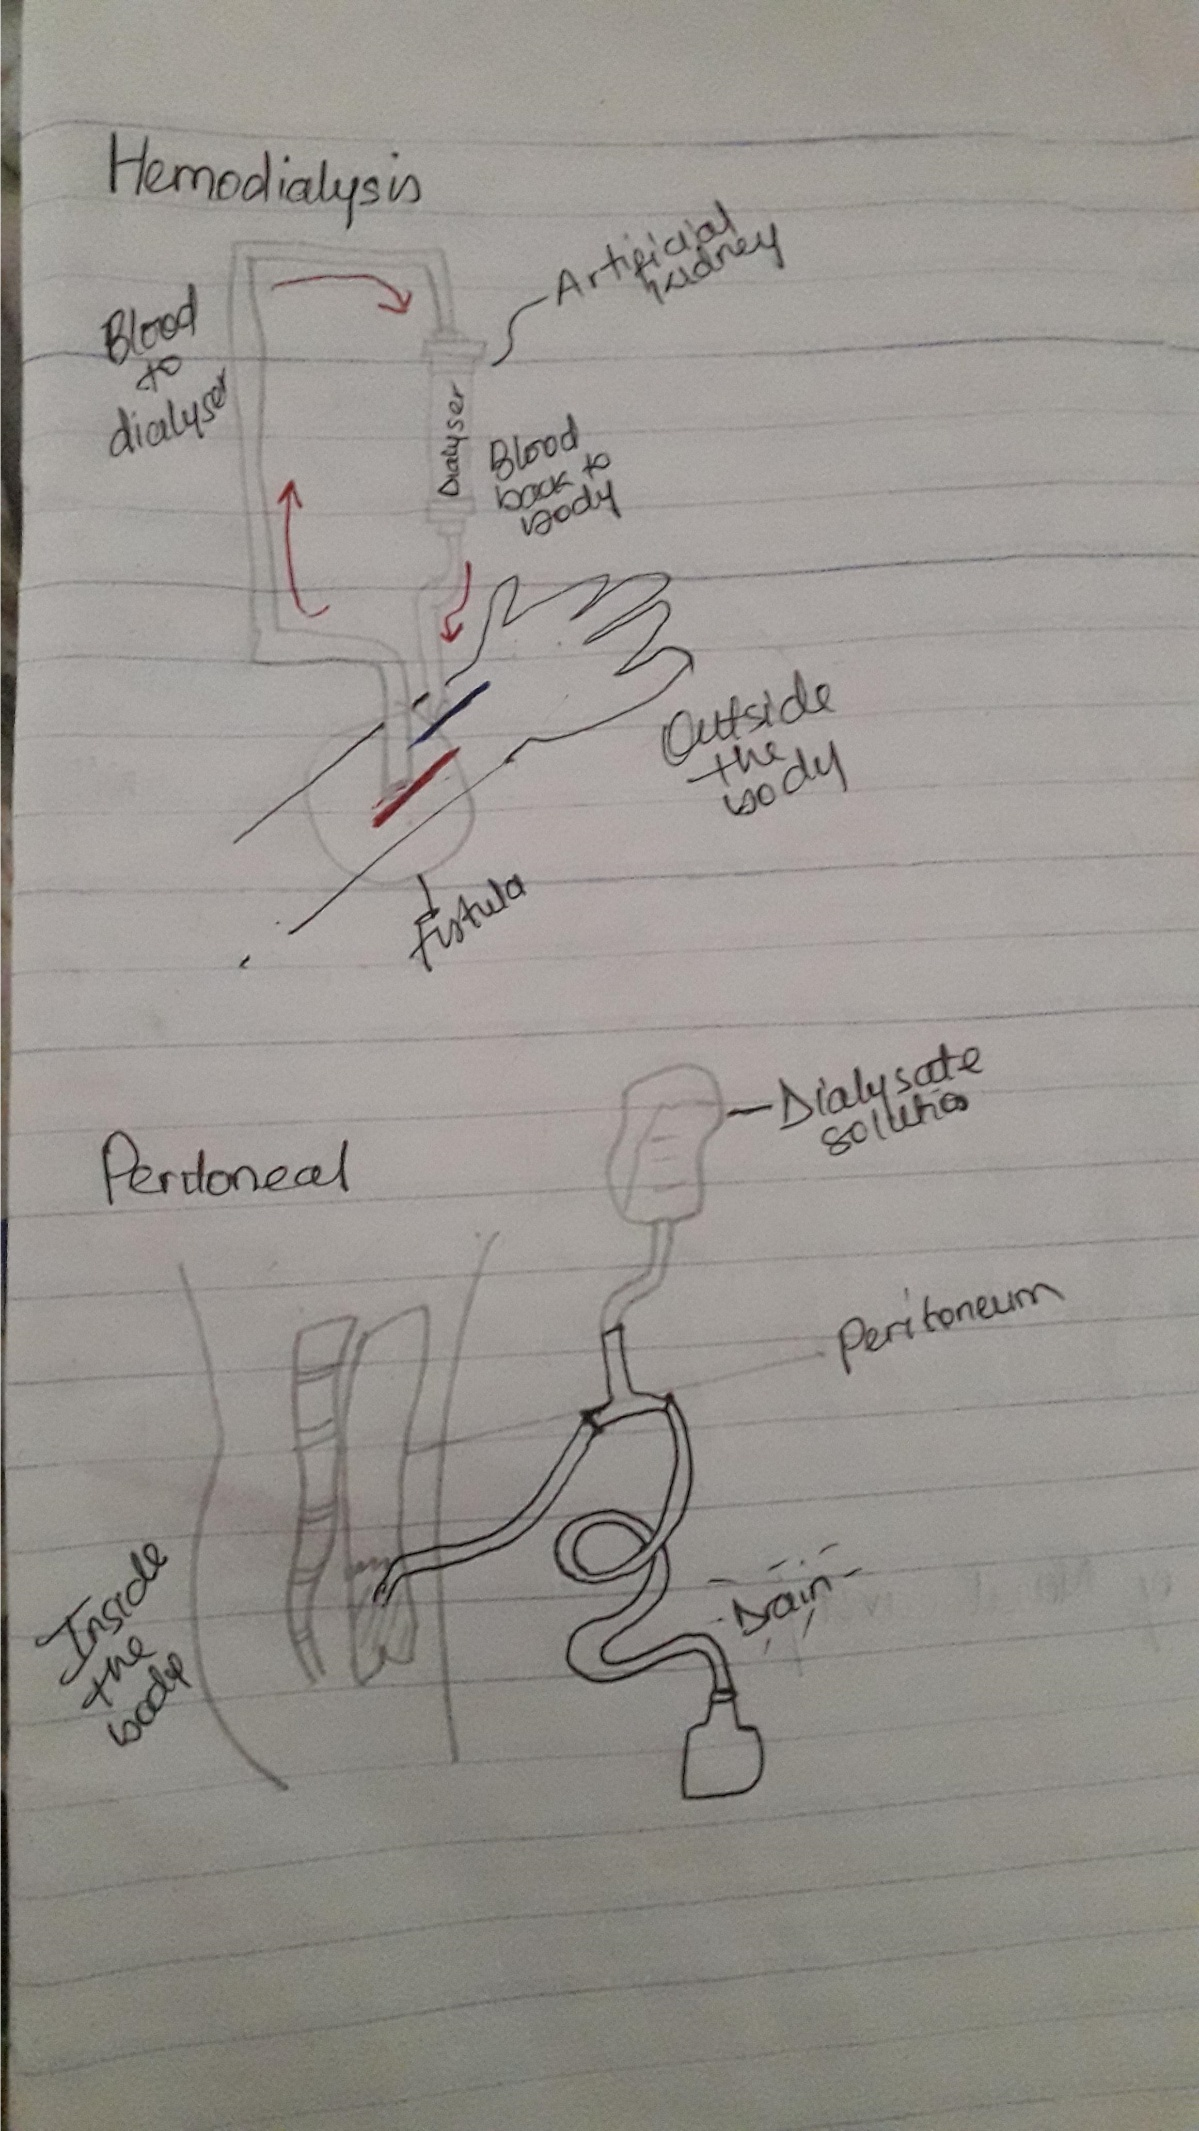 Hemodialysis
Artificial
kidney
Blood
to
dialyser
Dialyser
Blood
back to
body
Outside
the
body
Fistula
Dialysate
solution
Peritoneal
Peritoneum
Inside
the
body
Drain